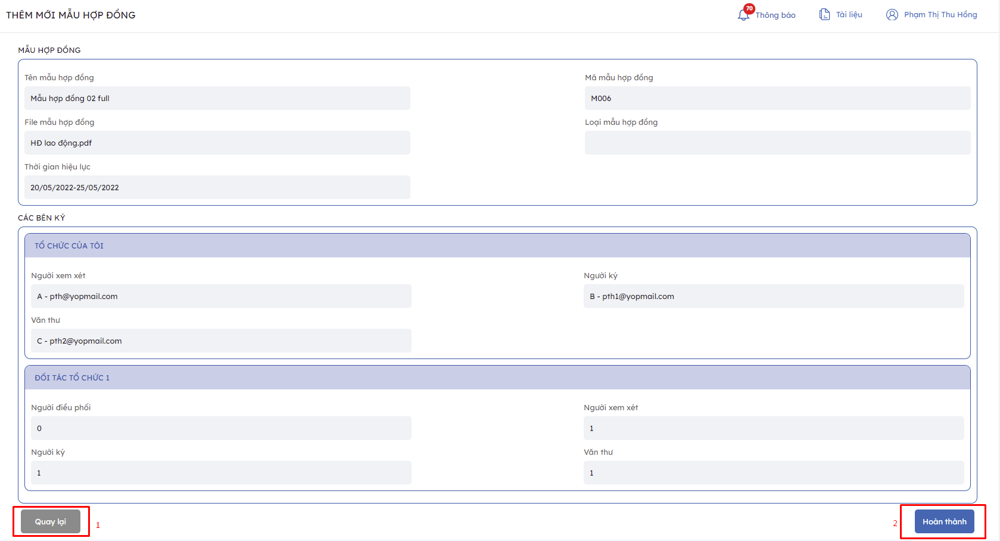 THÊM MỚI MẪU HỢP ĐỒNG
70
Thông báo
Tài liệu
Phạm Thị Thu Hồng
MẪU HỢP ĐỒNG
Tên mẫu hợp đồng
Mã mẫu hợp đồng
Mẫu hợp đồng 02 full
M006
File mẫu hợp đồng
Loại mẫu hợp đồng
HĐ lao động.pdf
Thời gian hiệu lực
20/05/2022-25/05/2022
CÁC BÊN KÝ
TỔ CHỨC CỦA TÔI
Người xem xét
Người ký
A - pth@yopmail.com
B - pth1@yopmail.com
Văn thư
C - pth2@yopmail.com
ĐỐI TÁC TỔ CHỨC 1
Người điều phối
Người xem xét
0
1
Người ký
Văn thư
1
1
Quay lại
1
2
Hoàn thành